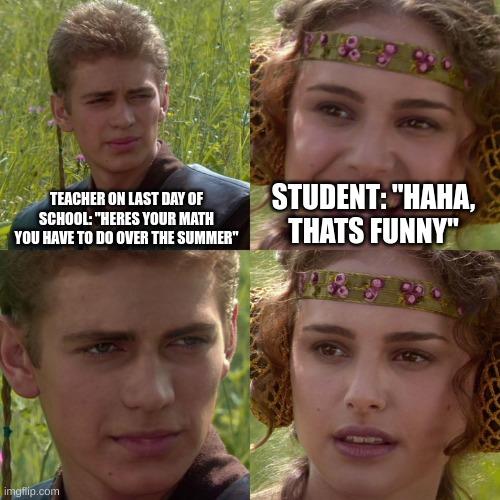 TEACHER ON LAST DAY OF
SCHOOL: "HERES YOUR MATH
YOU HAVE TO DO OVER THE SUMMER"
STUDENT: "HAHA,
THATS FUNNY"
imgflip.com